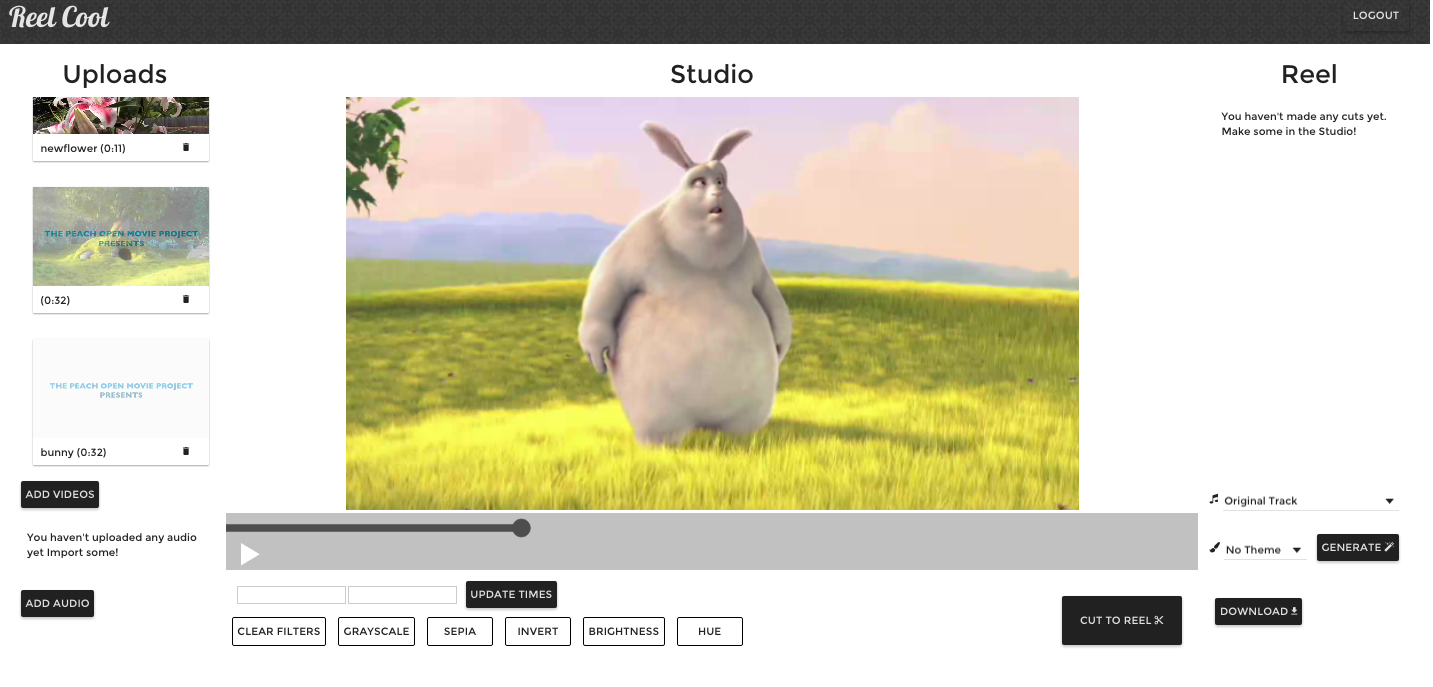 Reel Cool
LOGOUT
Uploads
newflower (0:11)
THE PEACH OPEN MOVIE PROJECT
PRESENTS
(0:32)
THE PEACH OPEN MOVIE PROJECT
PRESENTS
bunny (0:32)
ADD VIDEOS
You haven't uploaded any audio
yet Import some!
ADD AUDIO
Studio
UPDATE TIMES
CLEAR FILTERS GRAYSCALE SEPIA INVERT BRIGHTNESS HUE
CUT TO REEL
Reel
You haven't made any cuts yet.
Make some in the Studio!
Original Track
No Theme GENERATE
DOWNLOAD